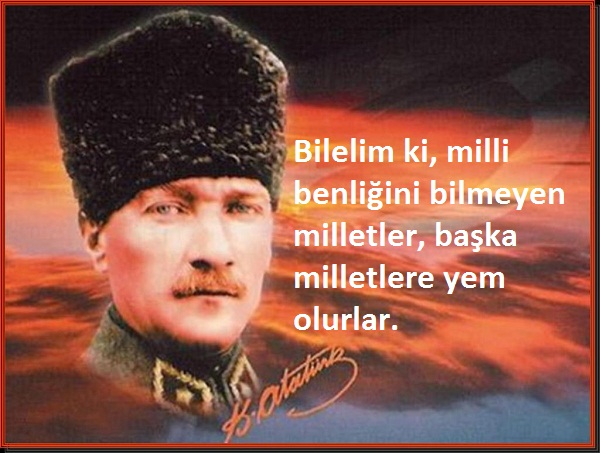 Bilelim ki, milli
benliğini bilmeyen
milletler, başka
milletlere yem
olurlar.
K. Atatürk